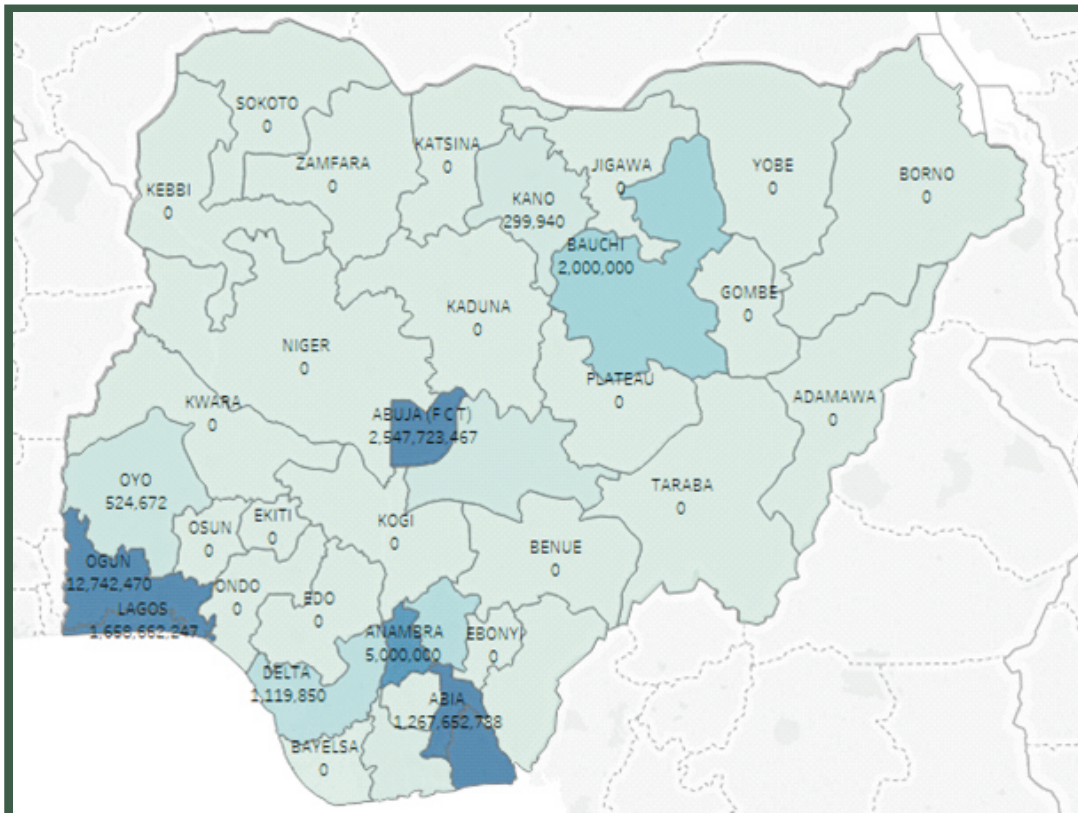 SOKOTO
0
KATSINA
0
ZAMFARA
0
KEBBI
0
KANO
299,940
JIGAWA
0
YOBE
0
BORNO
0
BAUCHI
2,000,000
GOMBE
0
KADUNA
0
NIGER
0
PLATEAU
0
ADAMAWA
0
KWARA
0
ABUJA (F C T)
2,547,723,467
TARABA
0
OYO
524,672
OSUN
0
EKITI
0
KOGI
0
BENUE
0
OGUN
12,742,470
LAGOS
1,658,662,247
ONDO
0
EDO
0
ANAMBRA
5,000,000
EBONYI
0
DELTA
1,119,850
ABIA
1,267,652,738
BAYELSA
0